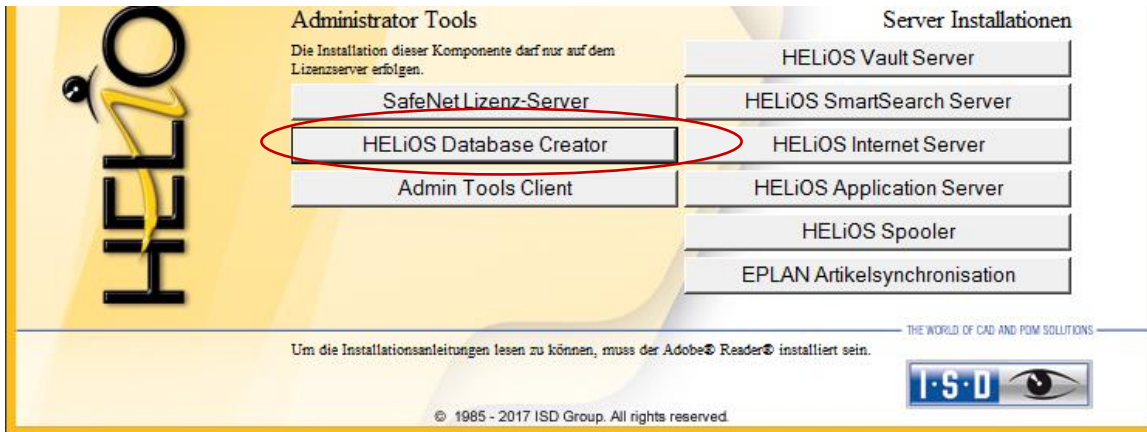 HELiOS
Administrator Tools
Die Installation dieser Komponente darf nur auf dem
Lizenzserver erfolgen.
SafeNet Lizenz-Server
HELiOS Database Creator
Admin Tools Client
Server Installationen
HELiOS Vault Server
HELiOS SmartSearch Server
HELiOS Internet Server
HELiOS Application Server
HELiOS Spooler
EPLAN Artikelsynchronisation
THE WORLD OF CAD AND PDM SOLUTIONS
Um die Installationsanleitungen lesen zu können, muss der Adobe® Reader® installiert sein.
I·S·D
© 1985 - 2017 ISD Group. All rights reserved.